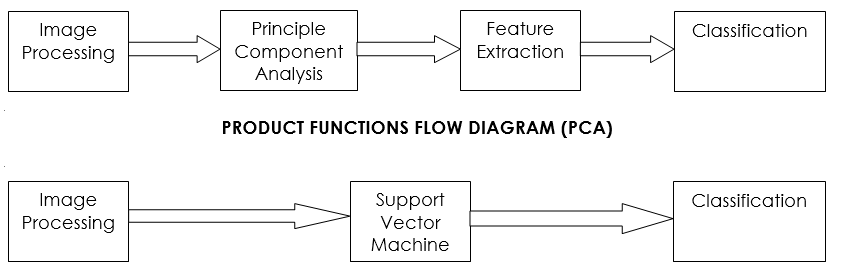 Image
Processing
Principle
Component
Analysis
Feature
Extraction
Classification
PRODUCT FUNCTIONS FLOW DIAGRAM (PCA)
Image
Processing
Support
Vector
Machine
Classification